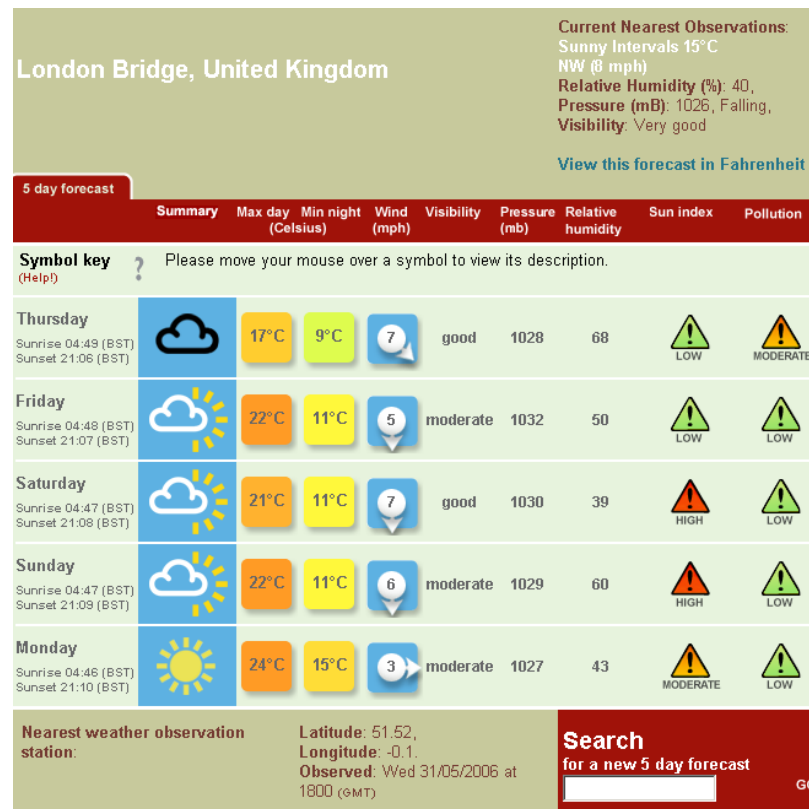 London Bridge, United Kingdom
Current Nearest Observations:
Sunny Intervals 15°C
NW (8 mph)
Relative Humidity (%): 40,
Pressure (mB): 1026, Falling,
Visibility: Very good
View this forecast in Fahrenheit
5 day forecast
Summary Max day Min night Wind Visibility Pressure Relative Sun index Pollution
(Celsius) (mph) (mb) humidity
Symbol key ? Please move your mouse over a symbol to view its description.
(Help!)
Thursday
Sunrise 04:49 (BST)
Sunset 21:06 (BST)
17°C 9°C 7 good 1028 68 LOW MODERATE
Friday
Sunrise 04:48 (BST)
Sunset 21:07 (BST)
22°C 11°C 5 moderate 1032 50 LOW LOW
Saturday
Sunrise 04:47 (BST)
Sunset 21:08 (BST)
21°C 11°C 7 good 1030 39 HIGH LOW
Sunday
Sunrise 04:47 (BST)
Sunset 21:09 (BST)
22°C 11°C 6 moderate 1029 60 HIGH LOW
Monday
Sunrise 04:46 (BST)
Sunset 21:10 (BST)
24°C 15°C 3 moderate 1027 43 MODERATE LOW
Nearest weather observation
station:
Latitude: 51.52,
Longitude: -0.1.
Observed: Wed 31/05/2006 at
1800 (GMT)
Search
for a new 5 day forecast